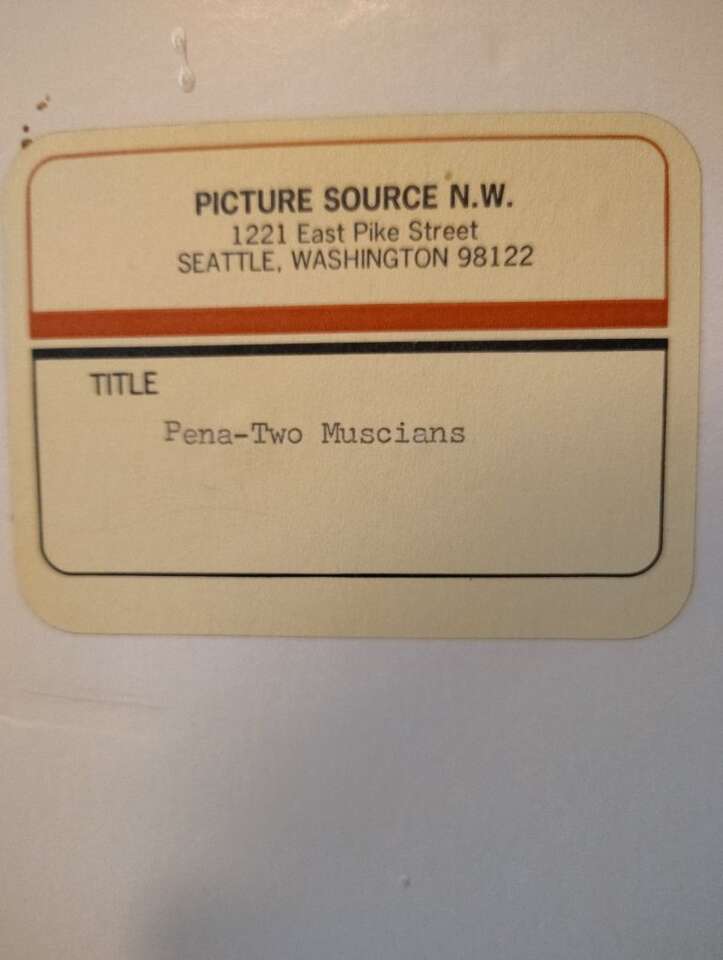 PICTURE SOURCE N.W.
1221 East Pike Street
SEATTLE, WASHINGTON 98122
TITLE
Pena-Two Muscians